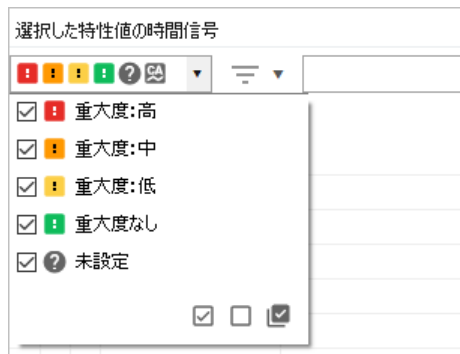 選択した特性値の時間信号
CA
重大度:高
重大度:中
重大度:低
重大度なし
未設定